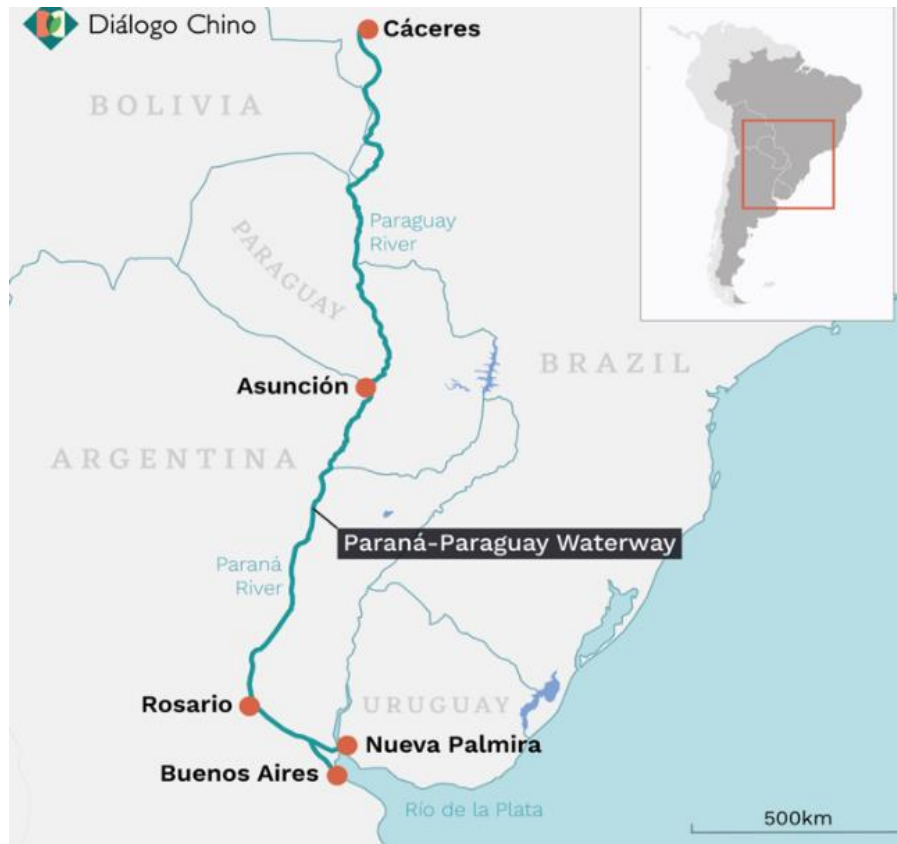 Diálogo Chino
Cáceres
BOLIVIA
Paraguay
River
PARAGUAY
BRAZIL
Asunción
ARGENTINA
Paraná-Paraguay Waterway
Paraná
River
Rosario
URUGUAY
Nueva Palmira
Buenos Aires
Río de la Plata
500km